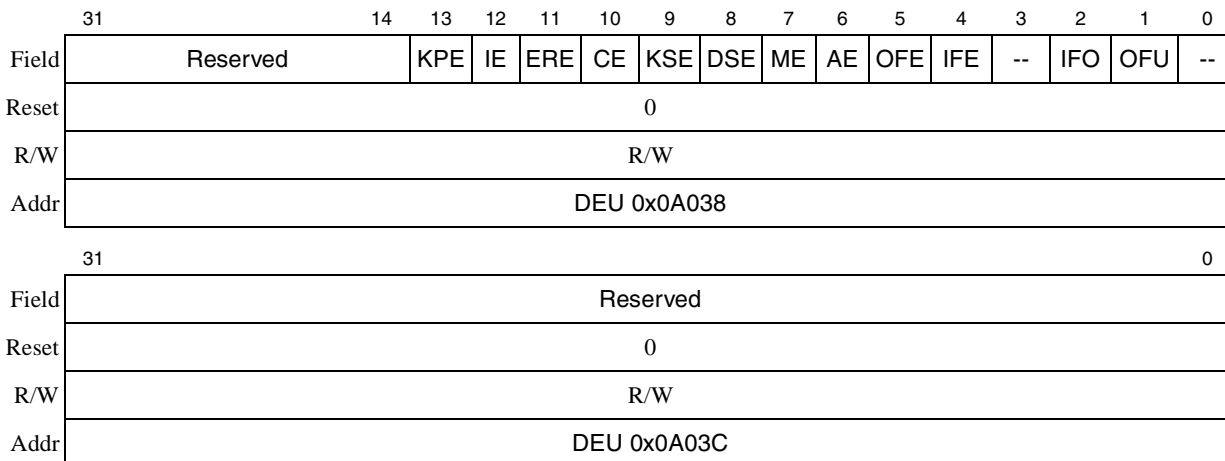 31 14 13 12 11 10 9 8 7 6 5 4 3 2 1 0
Field Reserved KPE IE ERE CE KSE DSE ME AE OFE IFE -- IFO OFU --
Reset 0
R/W R/W
Addr DEU 0x0A038
31 0
Field Reserved
Reset 0
R/W R/W
Addr DEU 0x0A03C